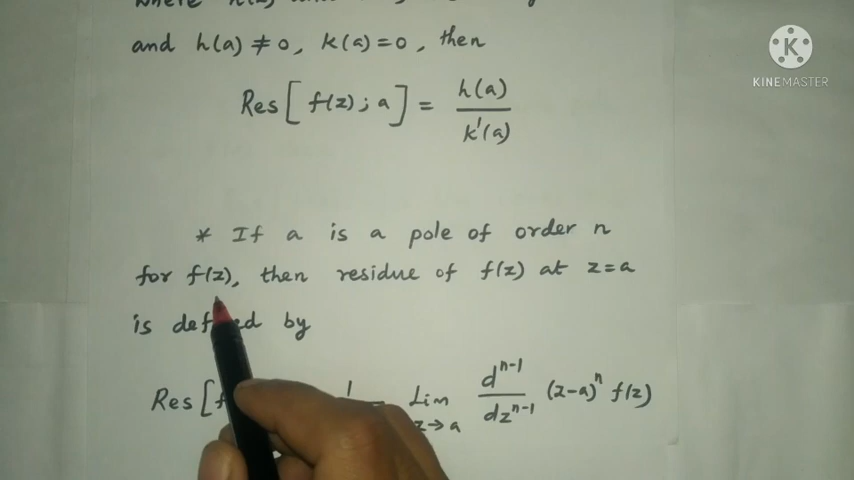 and h(a) ≠ 0, k(a) = 0, then
Res [ f(z) ; a ] = h(a) / k'(a)
* If a is a pole of order n
for f(z), then residue of f(z) at z = a
is defined by
Res [ Lim z→a d^{n-1} / dz^{n-1} (z-a)^n f(z)
K
KINEMASTER